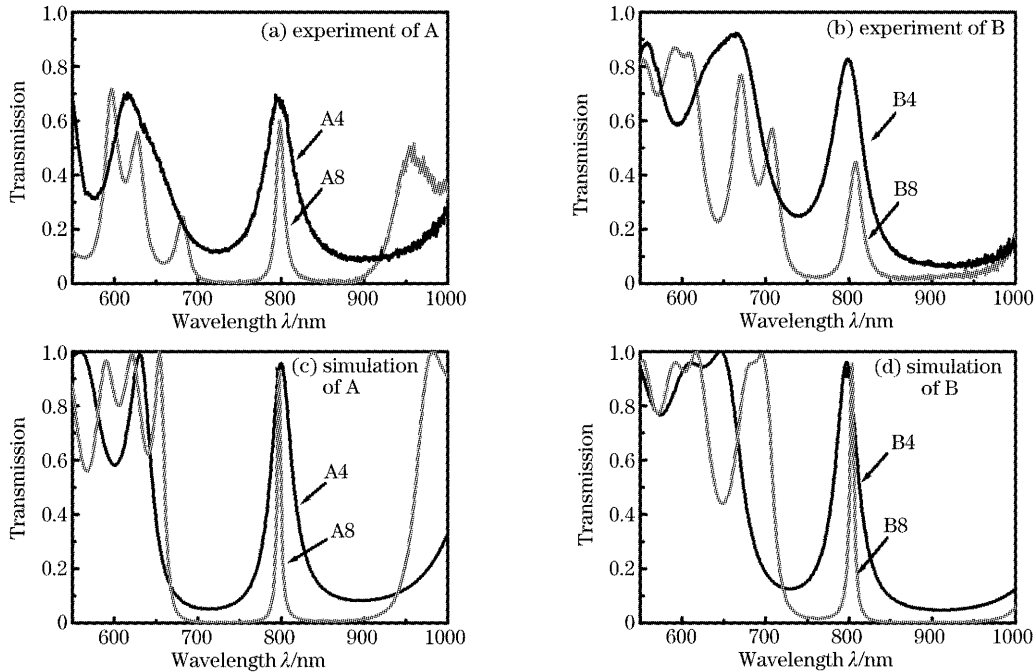 (a) experiment of A
1.0
0.8
0.6
0.4
0.2
0
Transmission
A4
A8
600
700
800
900
1000
Wavelength λ/nm
(b) experiment of B
1.0
0.8
0.6
0.4
0.2
0
Transmission
B4
B8
600
700
800
900
1000
Wavelength λ/nm
(c) simulation
of A
1.0
0.8
0.6
0.4
0.2
0
Transmission
A4
A8
600
700
800
900
1000
Wavelength λ/nm
(d) simulation
of B
1.0
0.8
0.6
0.4
0.2
0
Transmission
B4
B8
600
700
800
900
1000
Wavelength λ/nm